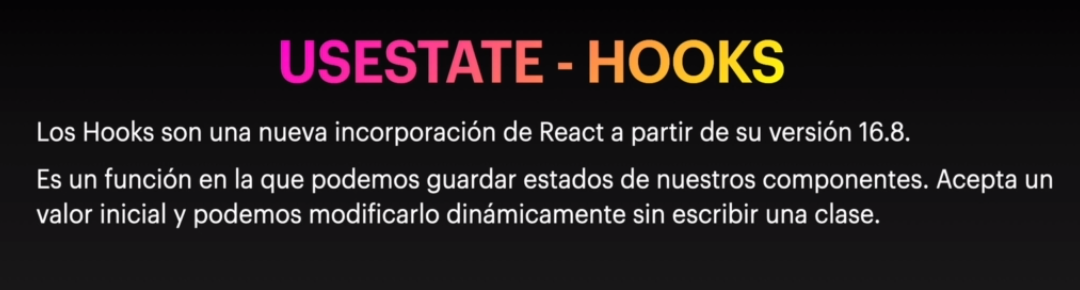 USESTATE - HOOKS
Los Hooks son una nueva incorporación de React a partir de su versión 16.8.
Es un función en la que podemos guardar estados de nuestros componentes. Acepta un
valor inicial y podemos modificarlo dinámicamente sin escribir una clase.